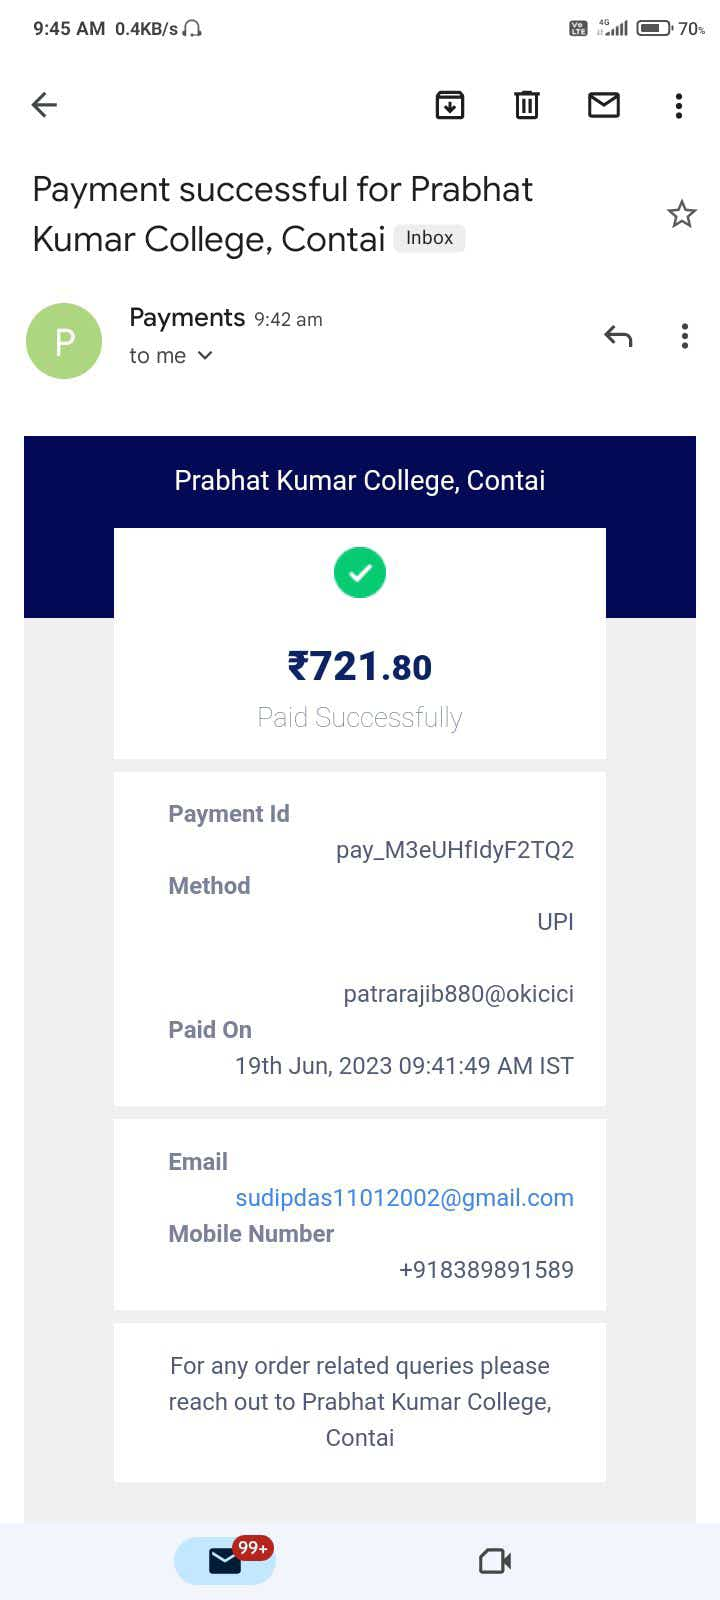 9:45 AM 0.4KB/s
Vo LTE 4G 70%
Payment successful for Prabhat
Kumar College, Contai Inbox
P
Payments 9:42 am
to me
Prabhat Kumar College, Contai
₹721.80
Paid Successfully
Payment Id
pay_M3eUHfIdyF2TQ2
Method
UPI
patrarajib880@okicici
Paid On
19th Jun, 2023 09:41:49 AM IST
Email
sudipdas11012002@gmail.com
Mobile Number
+918389891589
For any order related queries please
reach out to Prabhat Kumar College,
Contai
99+